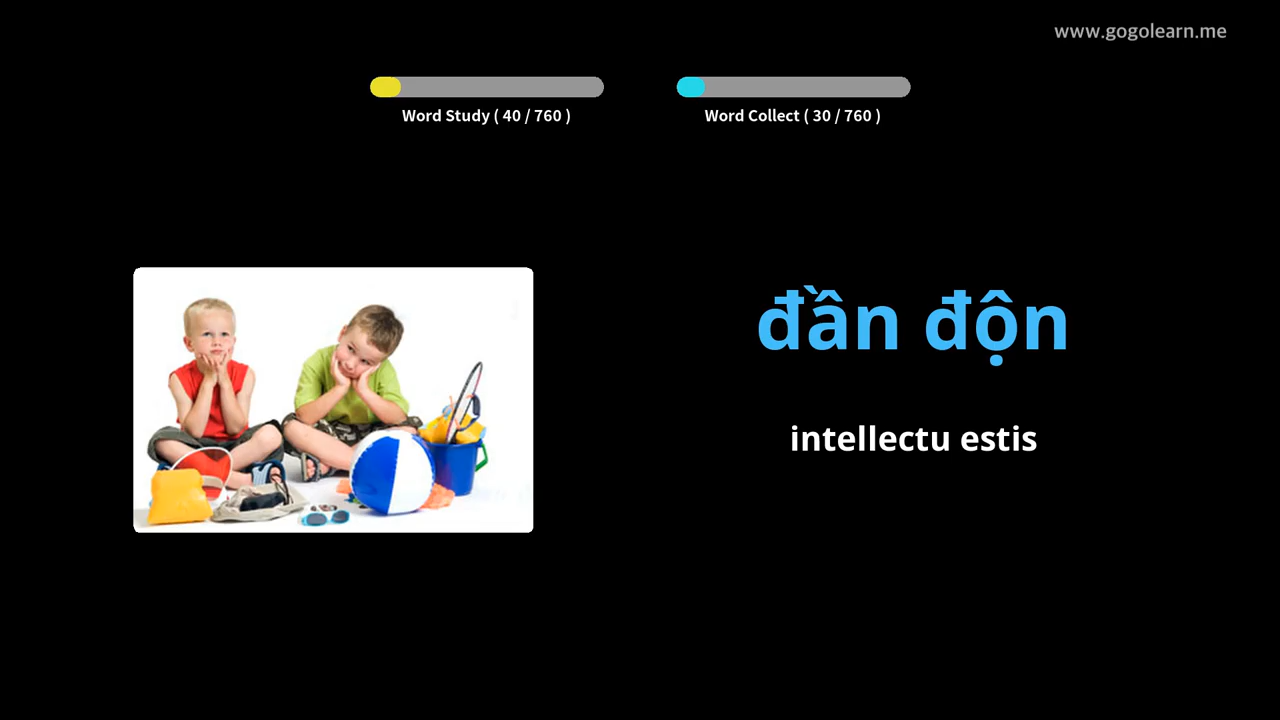 www.gogolearn.me
Word Study ( 40 / 760 )
Word Collect ( 30 / 760 )
đần độn
intellectu estis